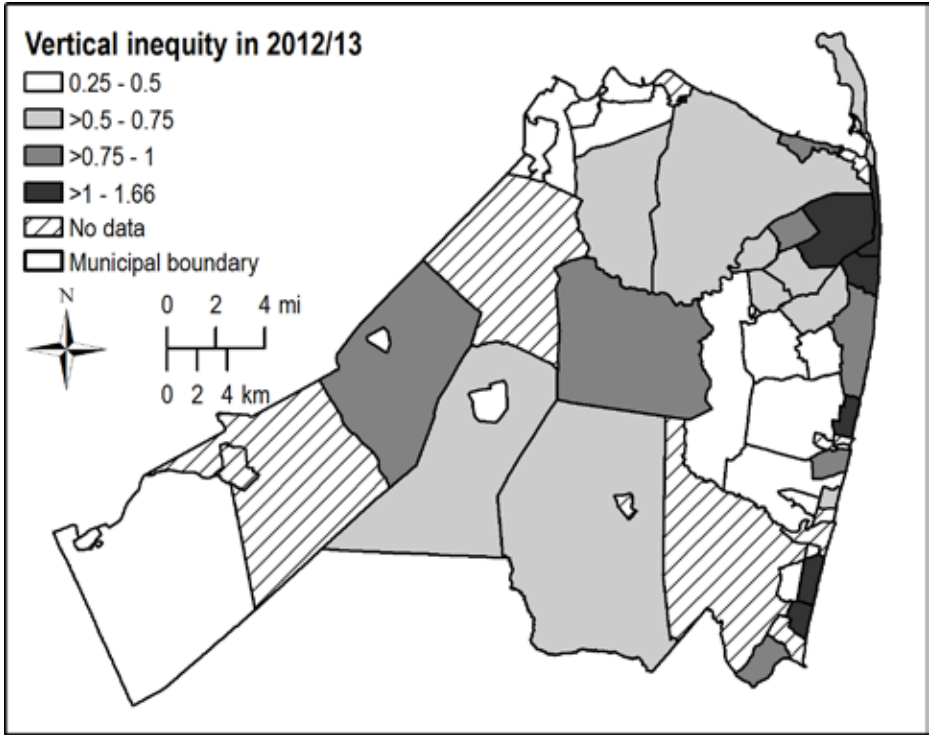 Vertical inequity in 2012/13
0.25 - 0.5
>0.5 - 0.75
>0.75 - 1
>1 - 1.66
No data
Municipal boundary
N
0 2 4 mi
0 2 4 km